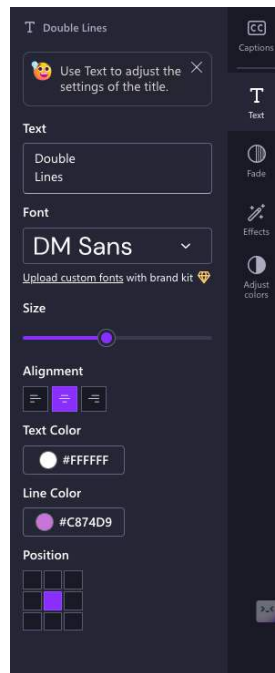 T Double Lines
Use Text to adjust the
settings of the title.
Text
Double
Lines
Font
DM Sans
Upload custom fonts with brand kit
Size
Alignment
Text Color
#FFFFFF
Line Color
#C874D9
Position
CC
Captions
T
Text
Fade
Effects
Adjust
colors